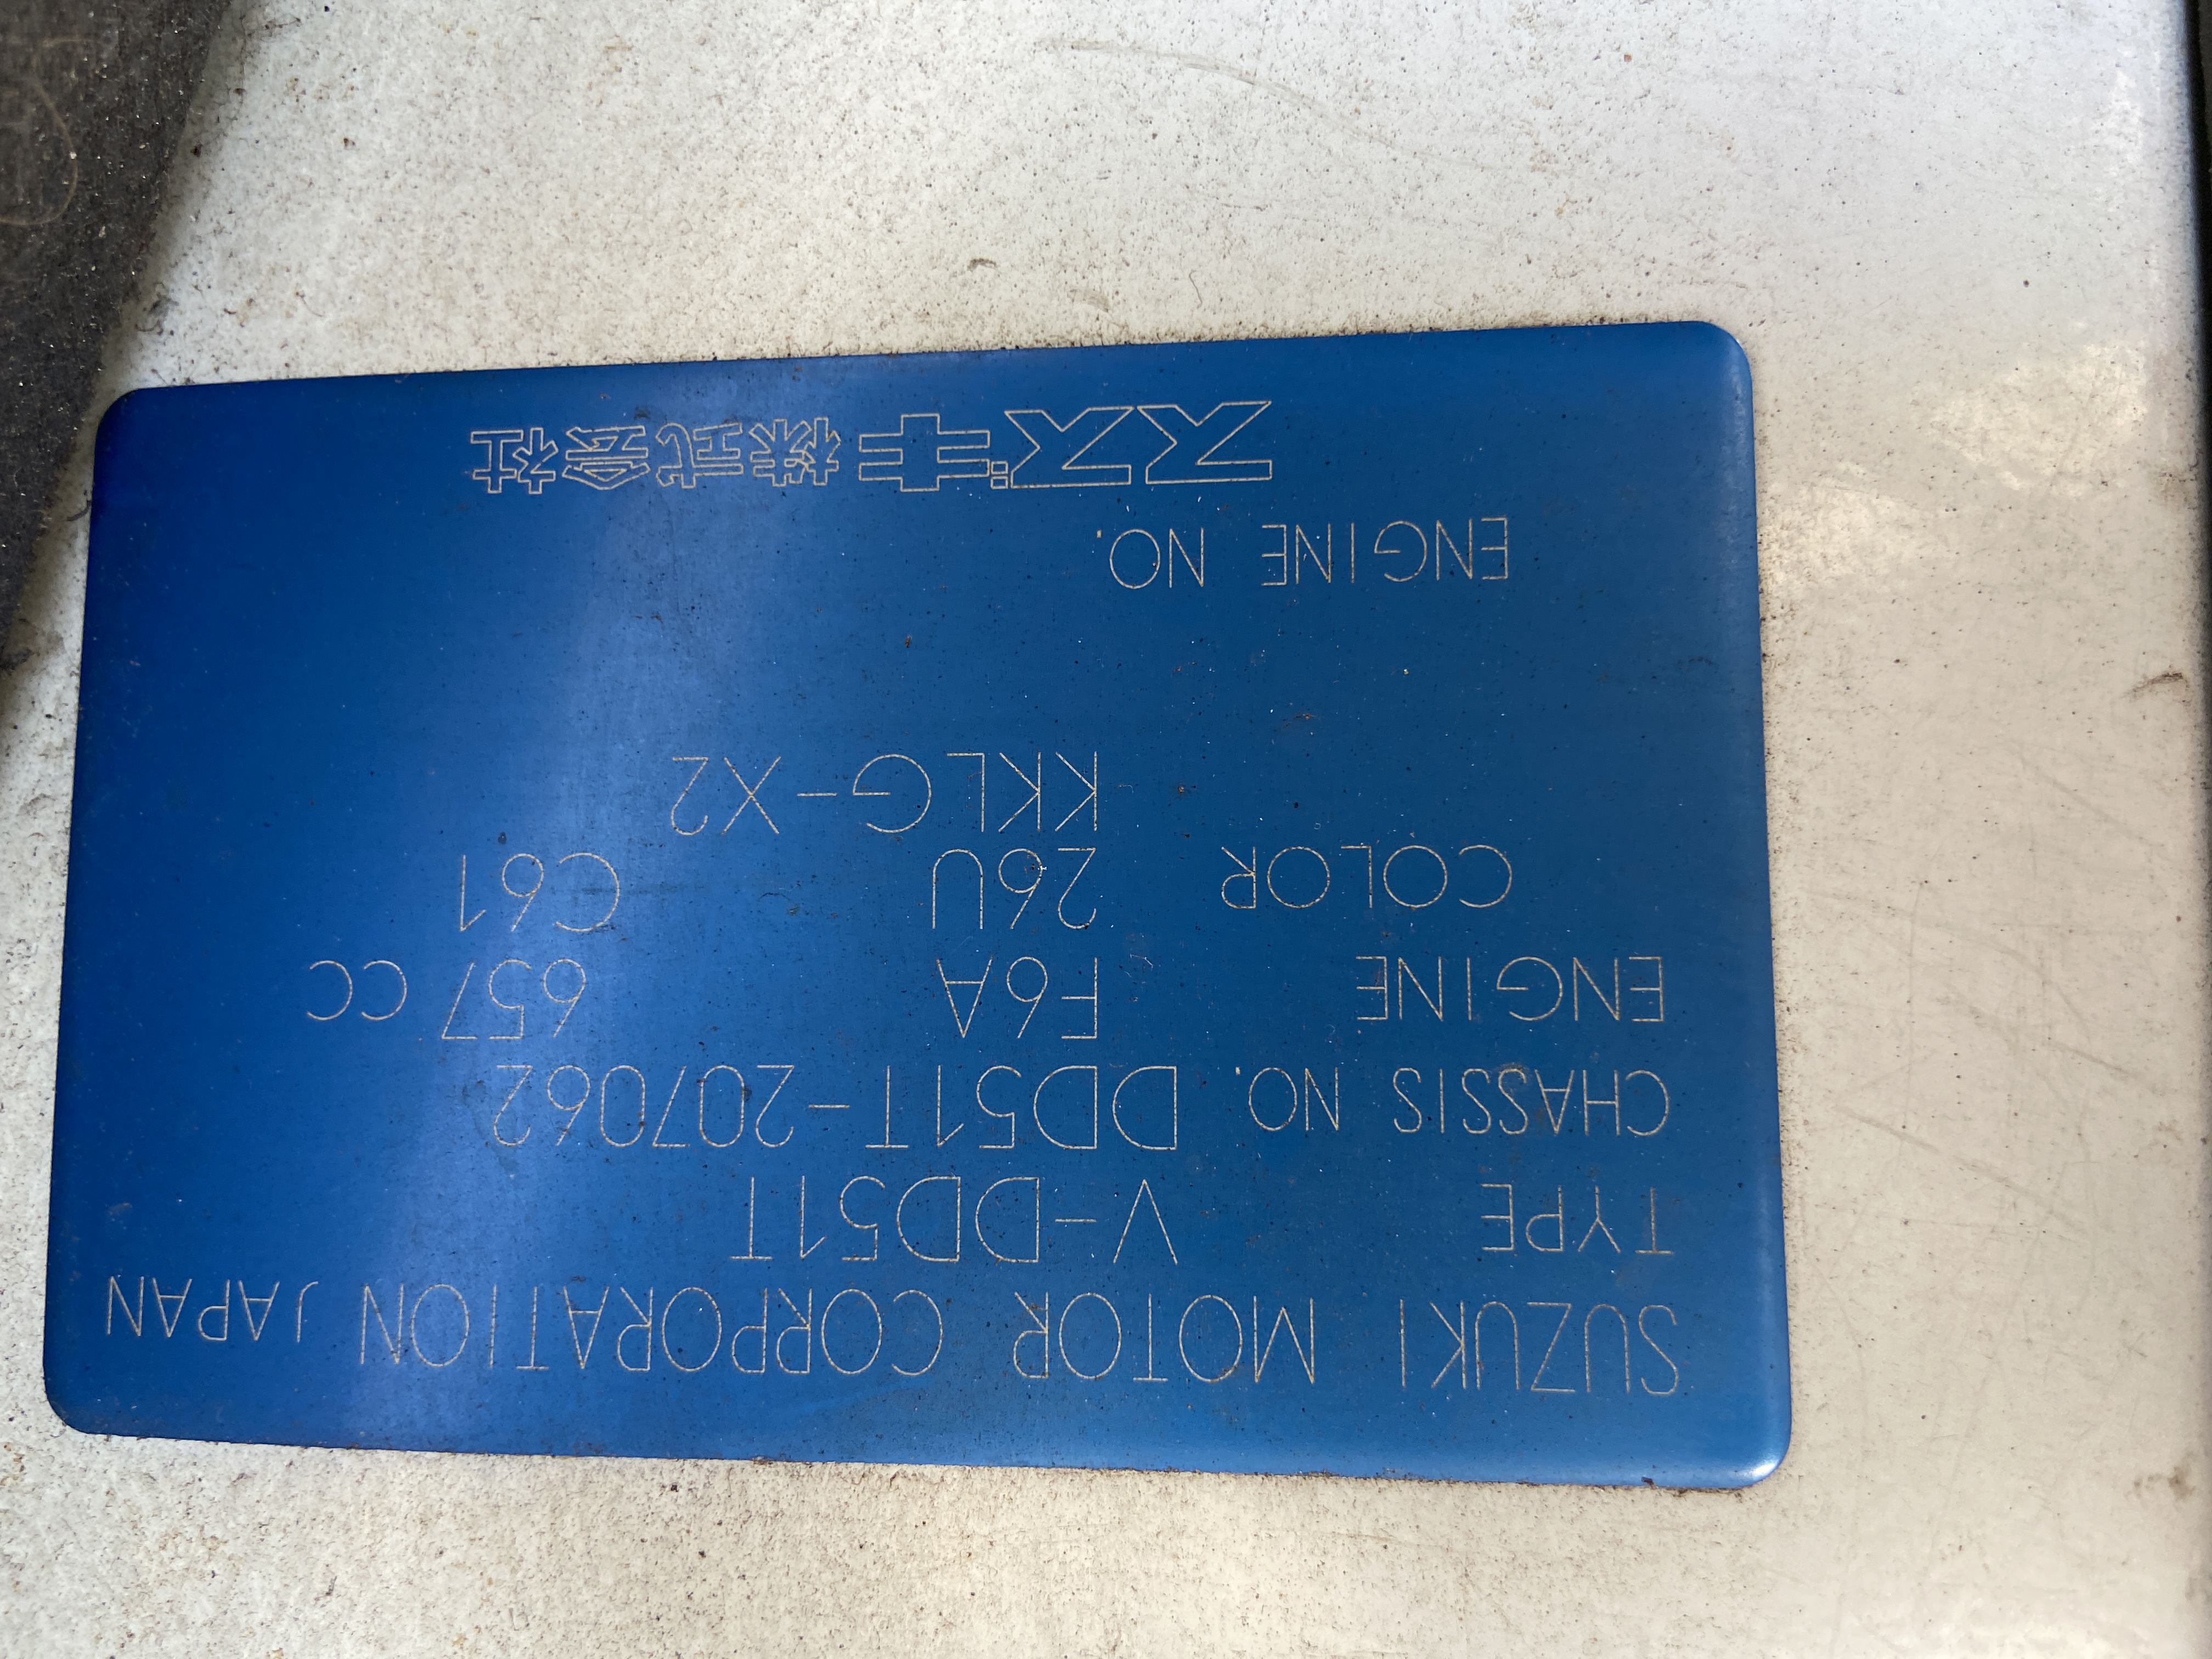 SUZUKI MOTOR CORPORATION JAPAN
TYPE V-DD51T
CHASSIS NO. DD51T-207062
ENGINE F6A 657 CC
COLOR 26U C61
KKLG-X2
ENGINE NO.
スズキ株式会社